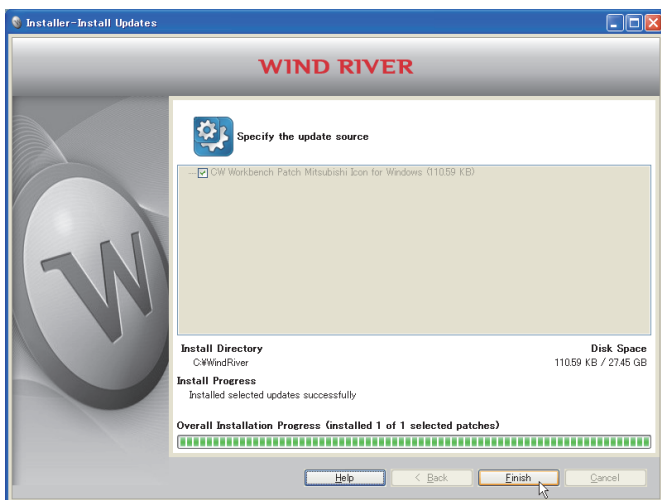 Installer-Install Updates
WIND RIVER
Specify the update source
CW Workbench Patch Mitsubishi Icon for Windows (110.59 KB)
Install Directory Disk Space
C:¥WindRiver 110.59 KB / 27.45 GB
Install Progress
Installed selected updates successfully
Overall Installation Progress (installed 1 of 1 selected patches)
Help < Back Finish Cancel